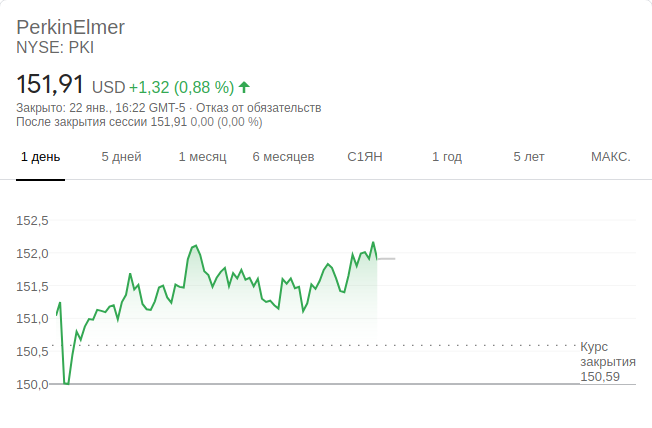 PerkinElmer
NYSE: PKI
151,91 USD +1,32 (0,88 %)
Закрыто: 22 янв., 16:22 GMT-5 · Отказ от обязательств
После закрытия сессии 151,91 0,00 (0,00 %)
1 день 5 дней 1 месяц 6 месяцев С1ЯН 1 год 5 лет МАКС.
152,5
152,0
151,5
151,0
150,5
150,0
Курс
закрытия
150,59